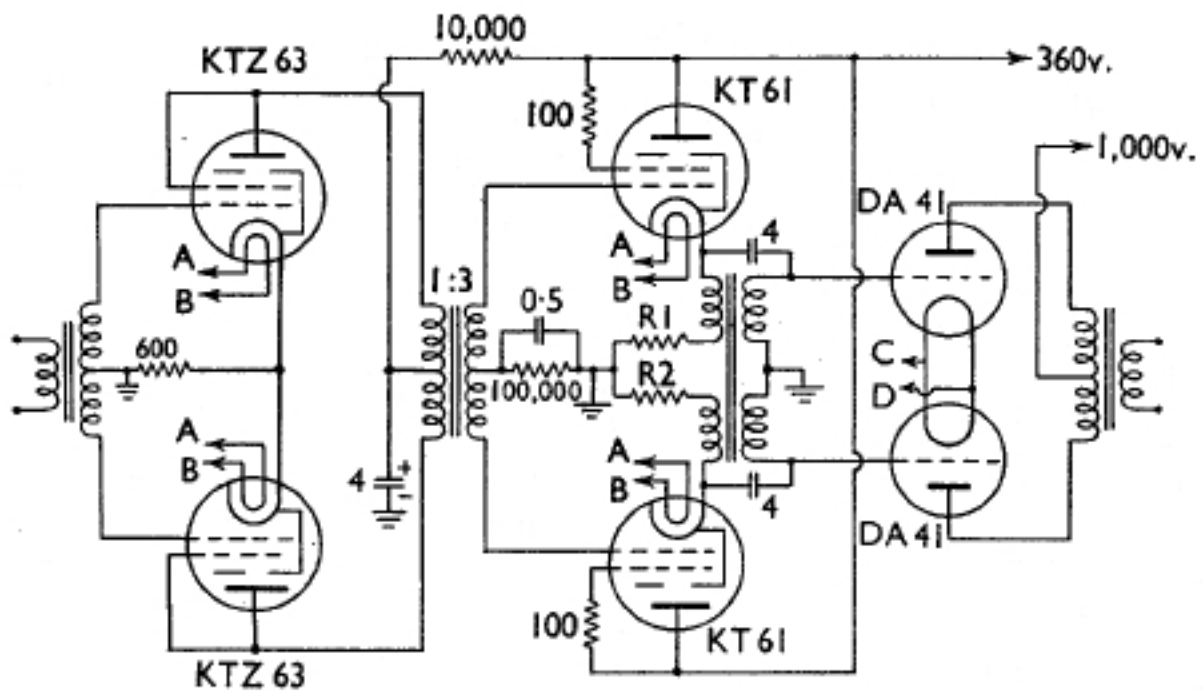 10,000
KTZ 63
360v.
KT 61
100
1,000v.
DA 41
A
B
A
B
4
1:3
0·5
R1
600
C
100,000
R2
D
A
B
A
B
4
+
-
4
DA 41
100
KT 61
KTZ 63